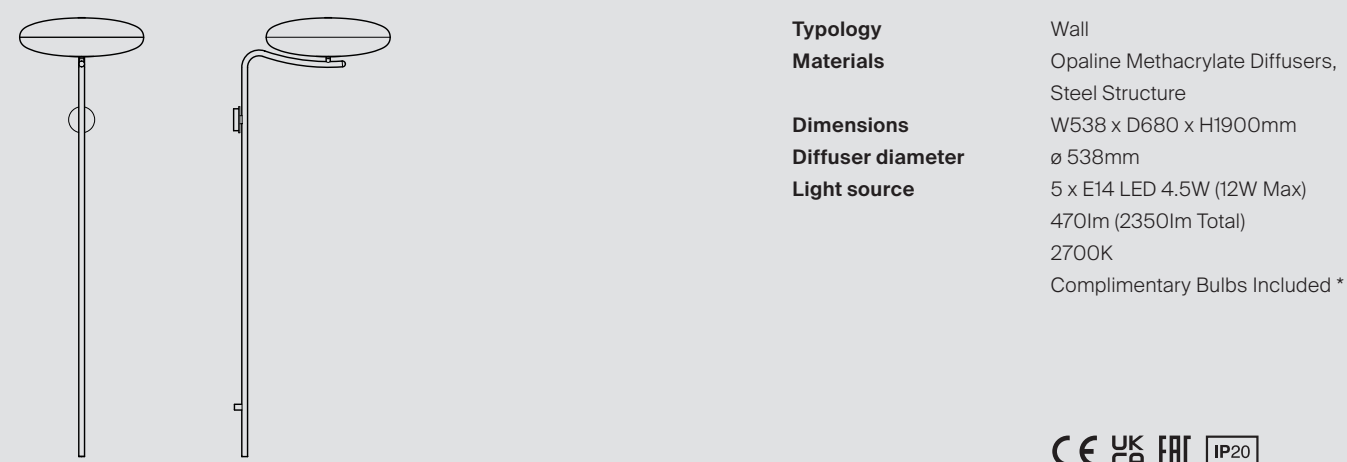 Typology Wall
Materials Opaline Methacrylate Diffusers,
Steel Structure
Dimensions W538 x D680 x H1900mm
Diffuser diameter ø 538mm
Light source 5 x E14 LED 4.5W (12W Max)
470lm (2350lm Total)
2700K
Complimentary Bulbs Included *
CE UK CA EAC IP20